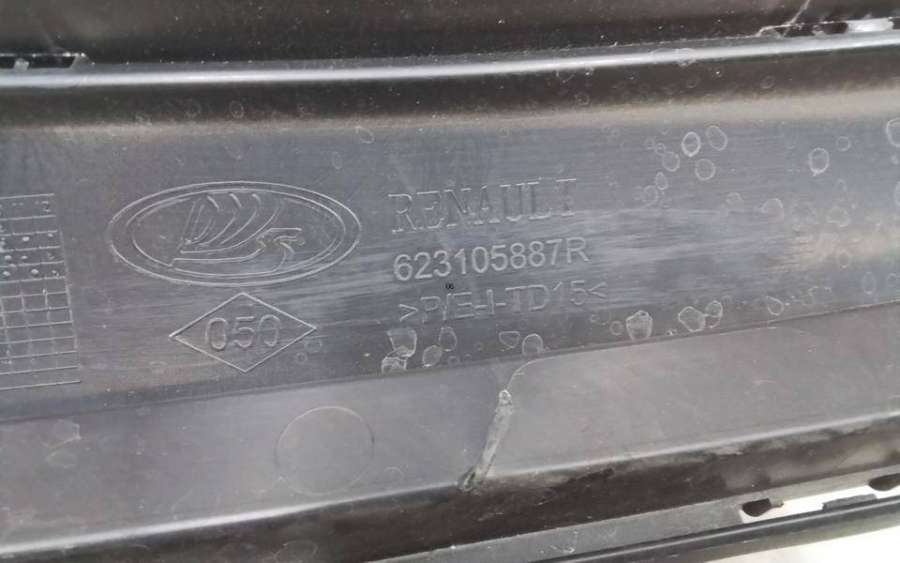 RENAULT
623105887R
>P/E-I-TD15<
050